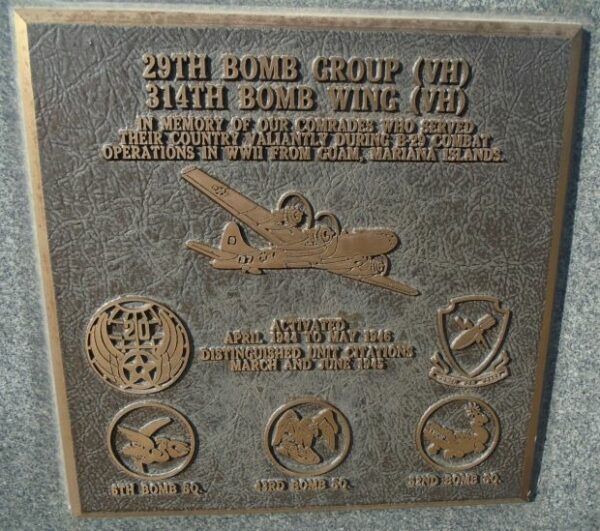 29TH BOMB GROUP (VH)
314TH BOMB WING (VH)
IN MEMORY OF OUR COMRADES WHO SERVED
THEIR COUNTRY VALIANTLY DURING B-29 COMBAT
OPERATIONS IN WWII FROM GUAM, MARIANA ISLANDS.
20
ACTIVATED
APRIL 1944 TO MAY 1946
DISTINGUISHED UNIT CITATIONS
MARCH AND JUNE 1945
6TH BOMB SQ.
43RD BOMB SQ.
52ND BOMB SQ.